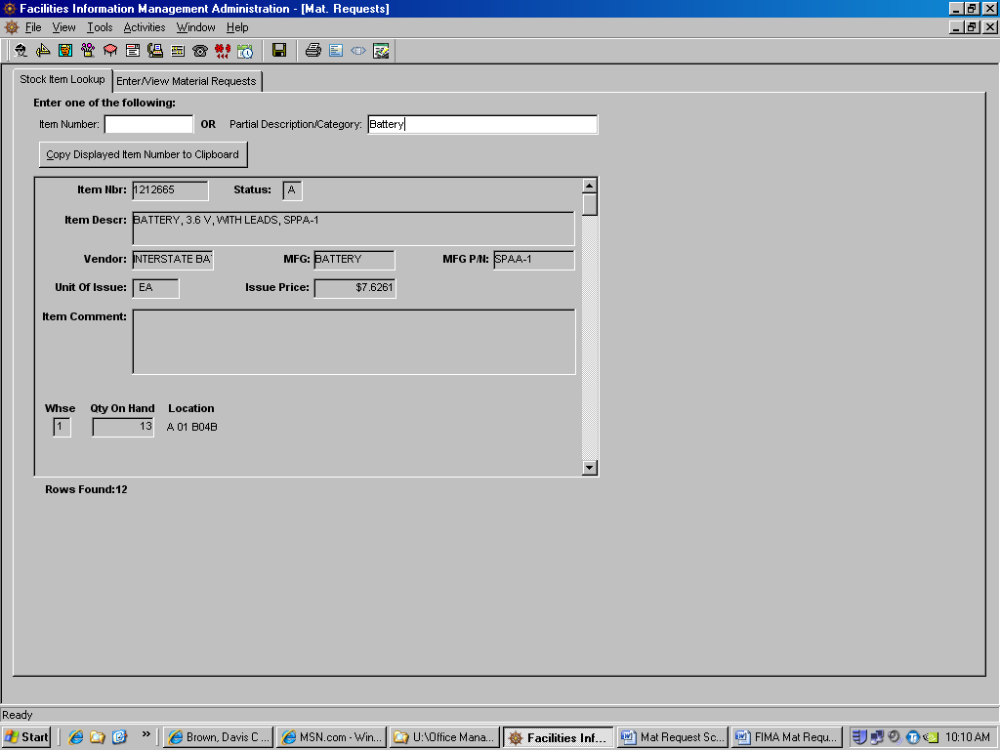 Facilities Information Management Administration - [Mat. Requests]
File View Tools Activities Window Help
Stock Item Lookup Enter/View Material Requests
Enter one of the following:
Item Number: OR Partial Description/Category: Battery
Copy Displayed Item Number to Clipboard
Item Nbr: 1212665 Status: A
Item Descr: BATTERY, 3.6 V, WITH LEADS, SPPA-1
Vendor: INTERSTATE BA MFG: BATTERY MFG P/N: SPAA-1
Unit Of Issue: EA Issue Price: $7.6261
Item Comment:
Whse Qty On Hand Location
1 13 A 01 B04B
Rows Found:12
Ready
Start » Brown, Davis C ... MSN.com - Win... U:\Office Mana... Facilities Inf... Mat Request Sc... FIMA Mat Requ... 10:10 AM